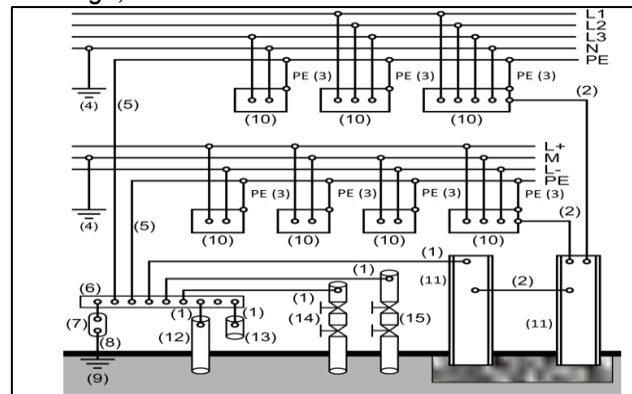 L1
L2
L3
N
PE
PE (3) PE (3) PE (3)
(4) (5) (10) (10) (10) (2)
L+
M
L-
PE
PE (3) PE (3) PE (3) PE (3)
(4) (5) (10) (10) (10) (10) (2)
(1) (1) (11) (2)
(6) (1)
(7) (1) (1) (14) (15) (11)
(8) (12) (13)
(9)